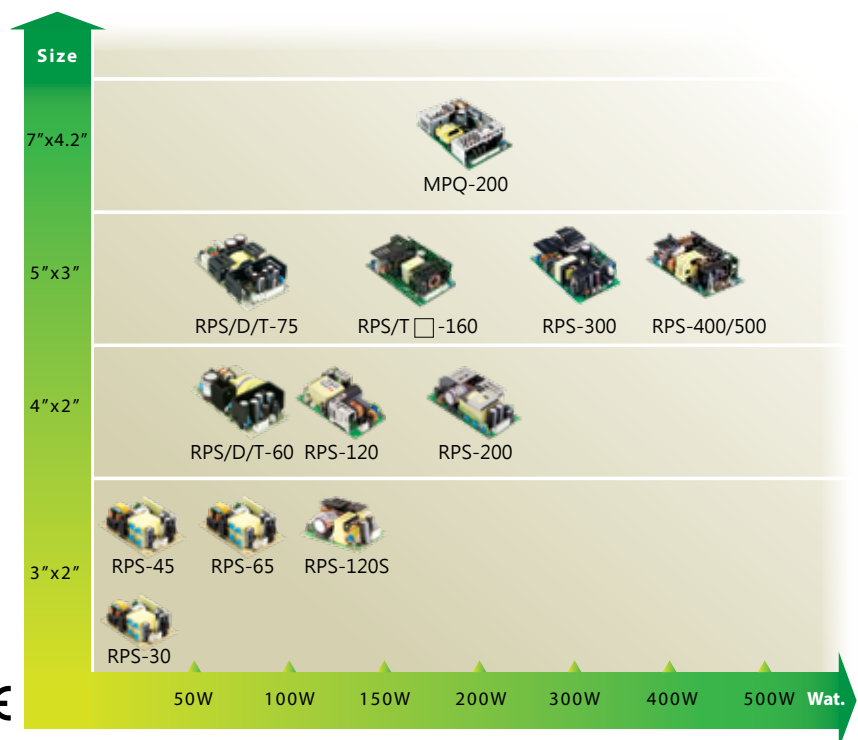 Size
7"x4.2"
MPQ-200
5"x3"
RPS/D/T-75 RPS/T□-160 RPS-300 RPS-400/500
4"x2"
RPS/D/T-60 RPS-120 RPS-200
RPS-45 RPS-65 RPS-120S
3"x2"
RPS-30
50W 100W 150W 200W 300W 400W 500W Wat.